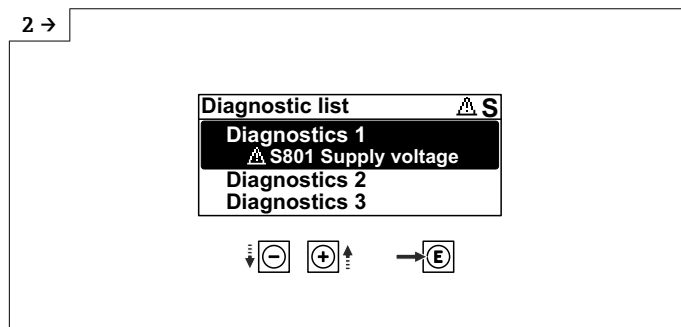 2 →
Diagnostic list ⚠ S
Diagnostics 1
⚠ S801 Supply voltage
Diagnostics 2
Diagnostics 3
− + E